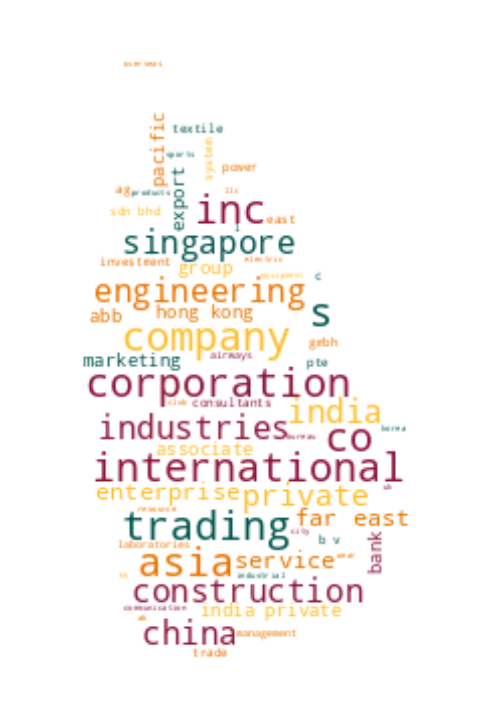 overseas
pacific
textile
sports
system
power
ag
products
llc
export
sdn bhd
inc
east
singapore
investment
electric
group
equipment
c
engineering
abb
hong kong
s
company
gmbh
marketing
airways
pte
corporation
club
consultants
india
industries
co
korea
bureau
associate
international
enterprise
private
resource
trading
far east
city
b v
bank
laboratories
asia
service
wear
industrial
construction
communication
india private
china
management
trade